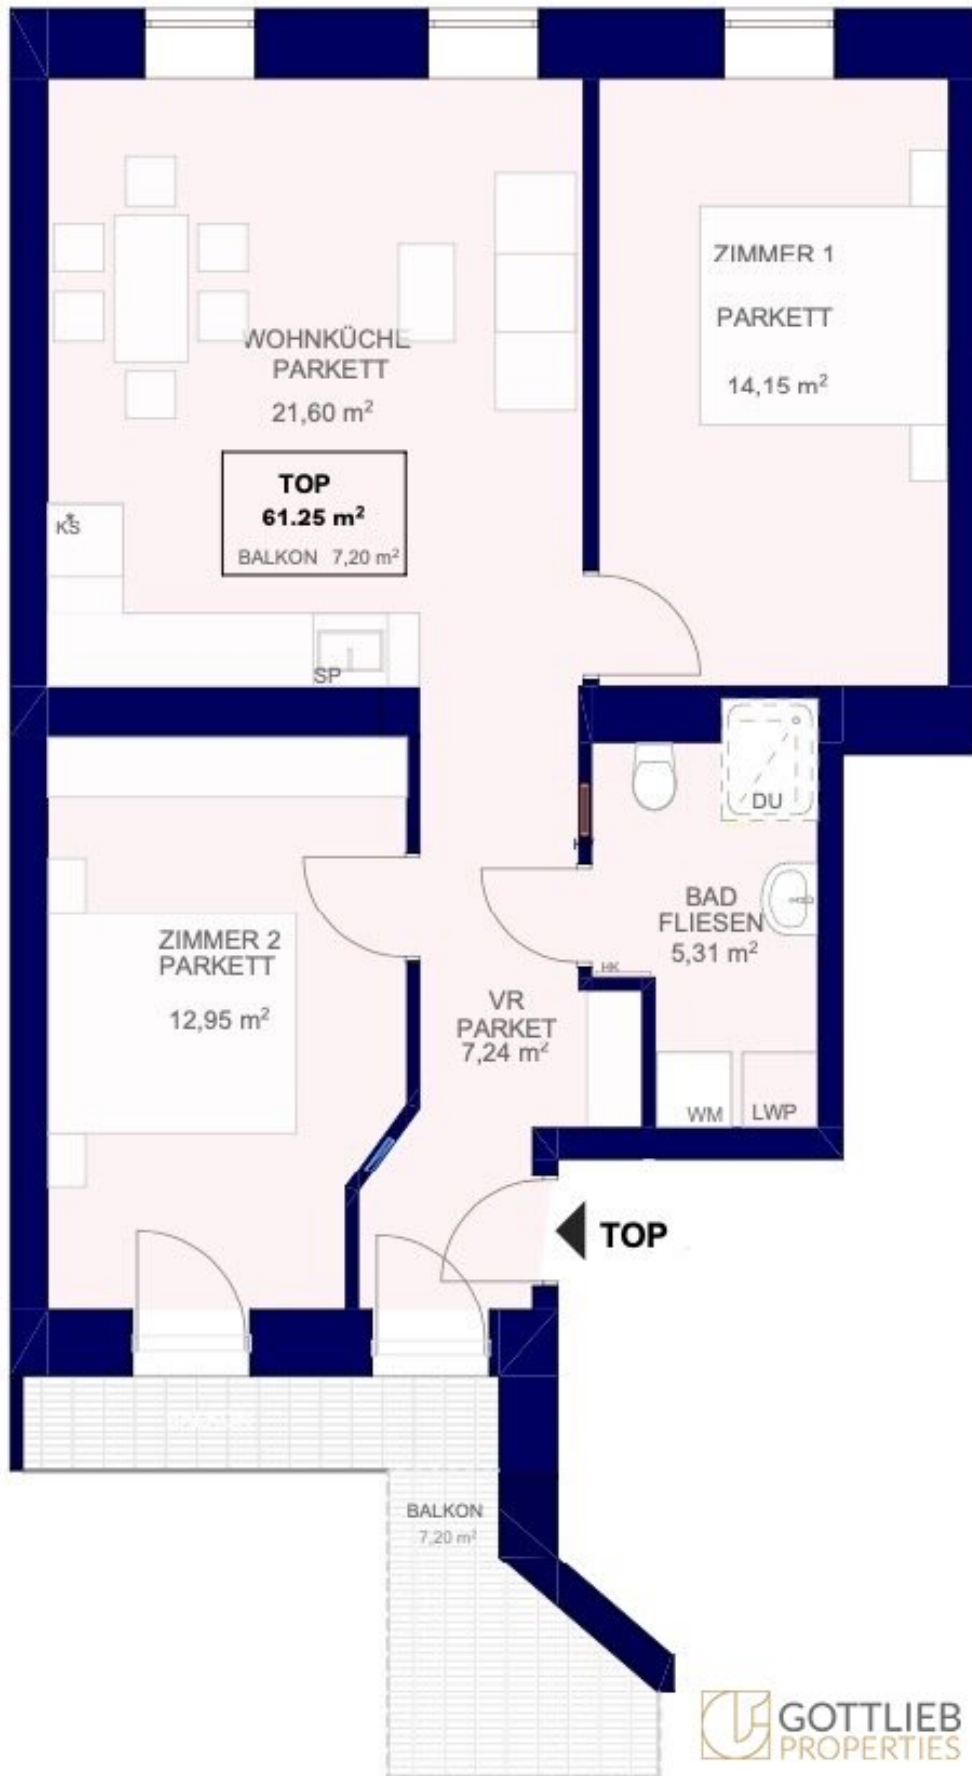 ZIMMER 1
PARKETT
14,15 m²
WOHNKÜCHE
PARKETT
21,60 m²
TOP
61.25 m²
BALKON 7,20 m²
KS
SP
DU
BAD
FLIESEN
5,31 m²
HK
ZIMMER 2
PARKETT
12,95 m²
VR
PARKET
7,24 m²
WM
LWP
TOP
BALKON
7,20 m²
GOTTLIEB
PROPERTIES